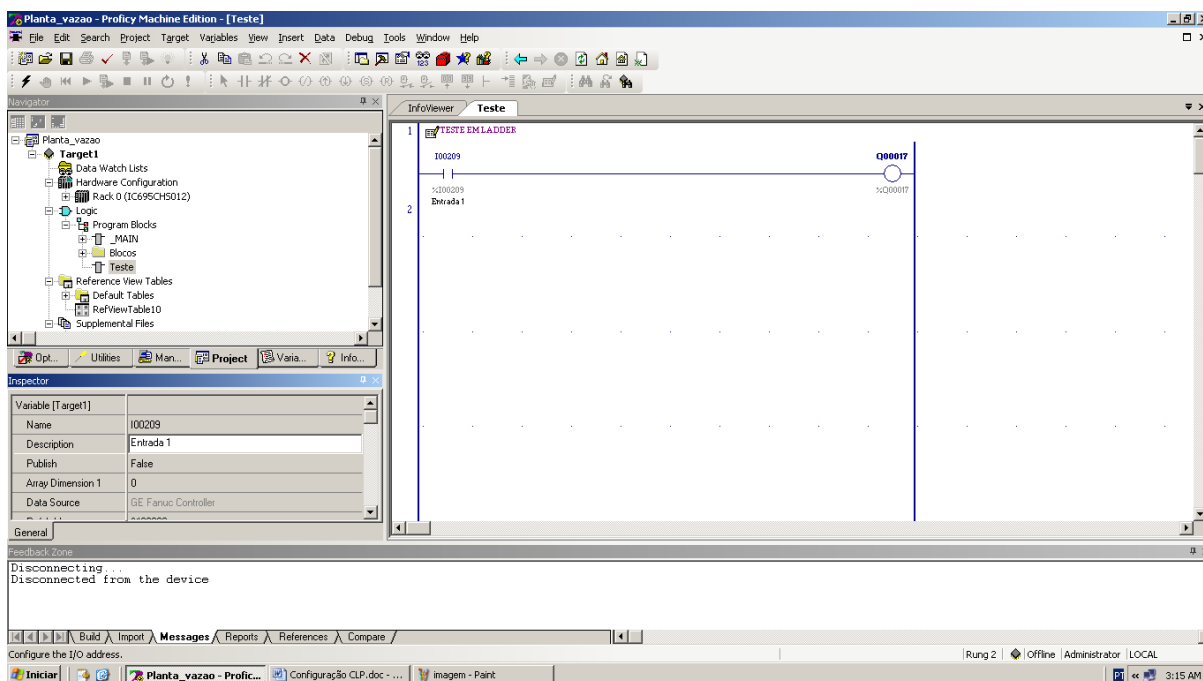 Planta_vazao - Proficy Machine Edition - [Teste]
File Edit Search Project Target Variables View Insert Data Debug Tools Window Help
Navigator
Planta_vazao
Target1
Data Watch Lists
Hardware Configuration
Rack 0 (IC695CHS012)
Logic
Program Blocks
_MAIN
Blocos
Teste
Reference View Tables
Default Tables
RefViewTable10
Supplemental Files
Opt... Utilities Man... Project Varia... Info...
Inspector
Variable [Target1]
Name I00209
Description Entrada 1
Publish False
Array Dimension 1 0
Data Source GE Fanuc Controller
General
InfoViewer Teste
1 TESTE EM LADDER
I00209 Q00017
%I00209 %Q00017
Entrada 1
2
Feedback Zone
Disconnecting...
Disconnected from the device
Build Import Messages Reports References Compare
Configure the I/O address. Rung 2 Offline Administrator LOCAL
Iniciar Planta_vazao - Profic... Configuração CLP.doc - ... imagem - Paint PT 3:15 AM